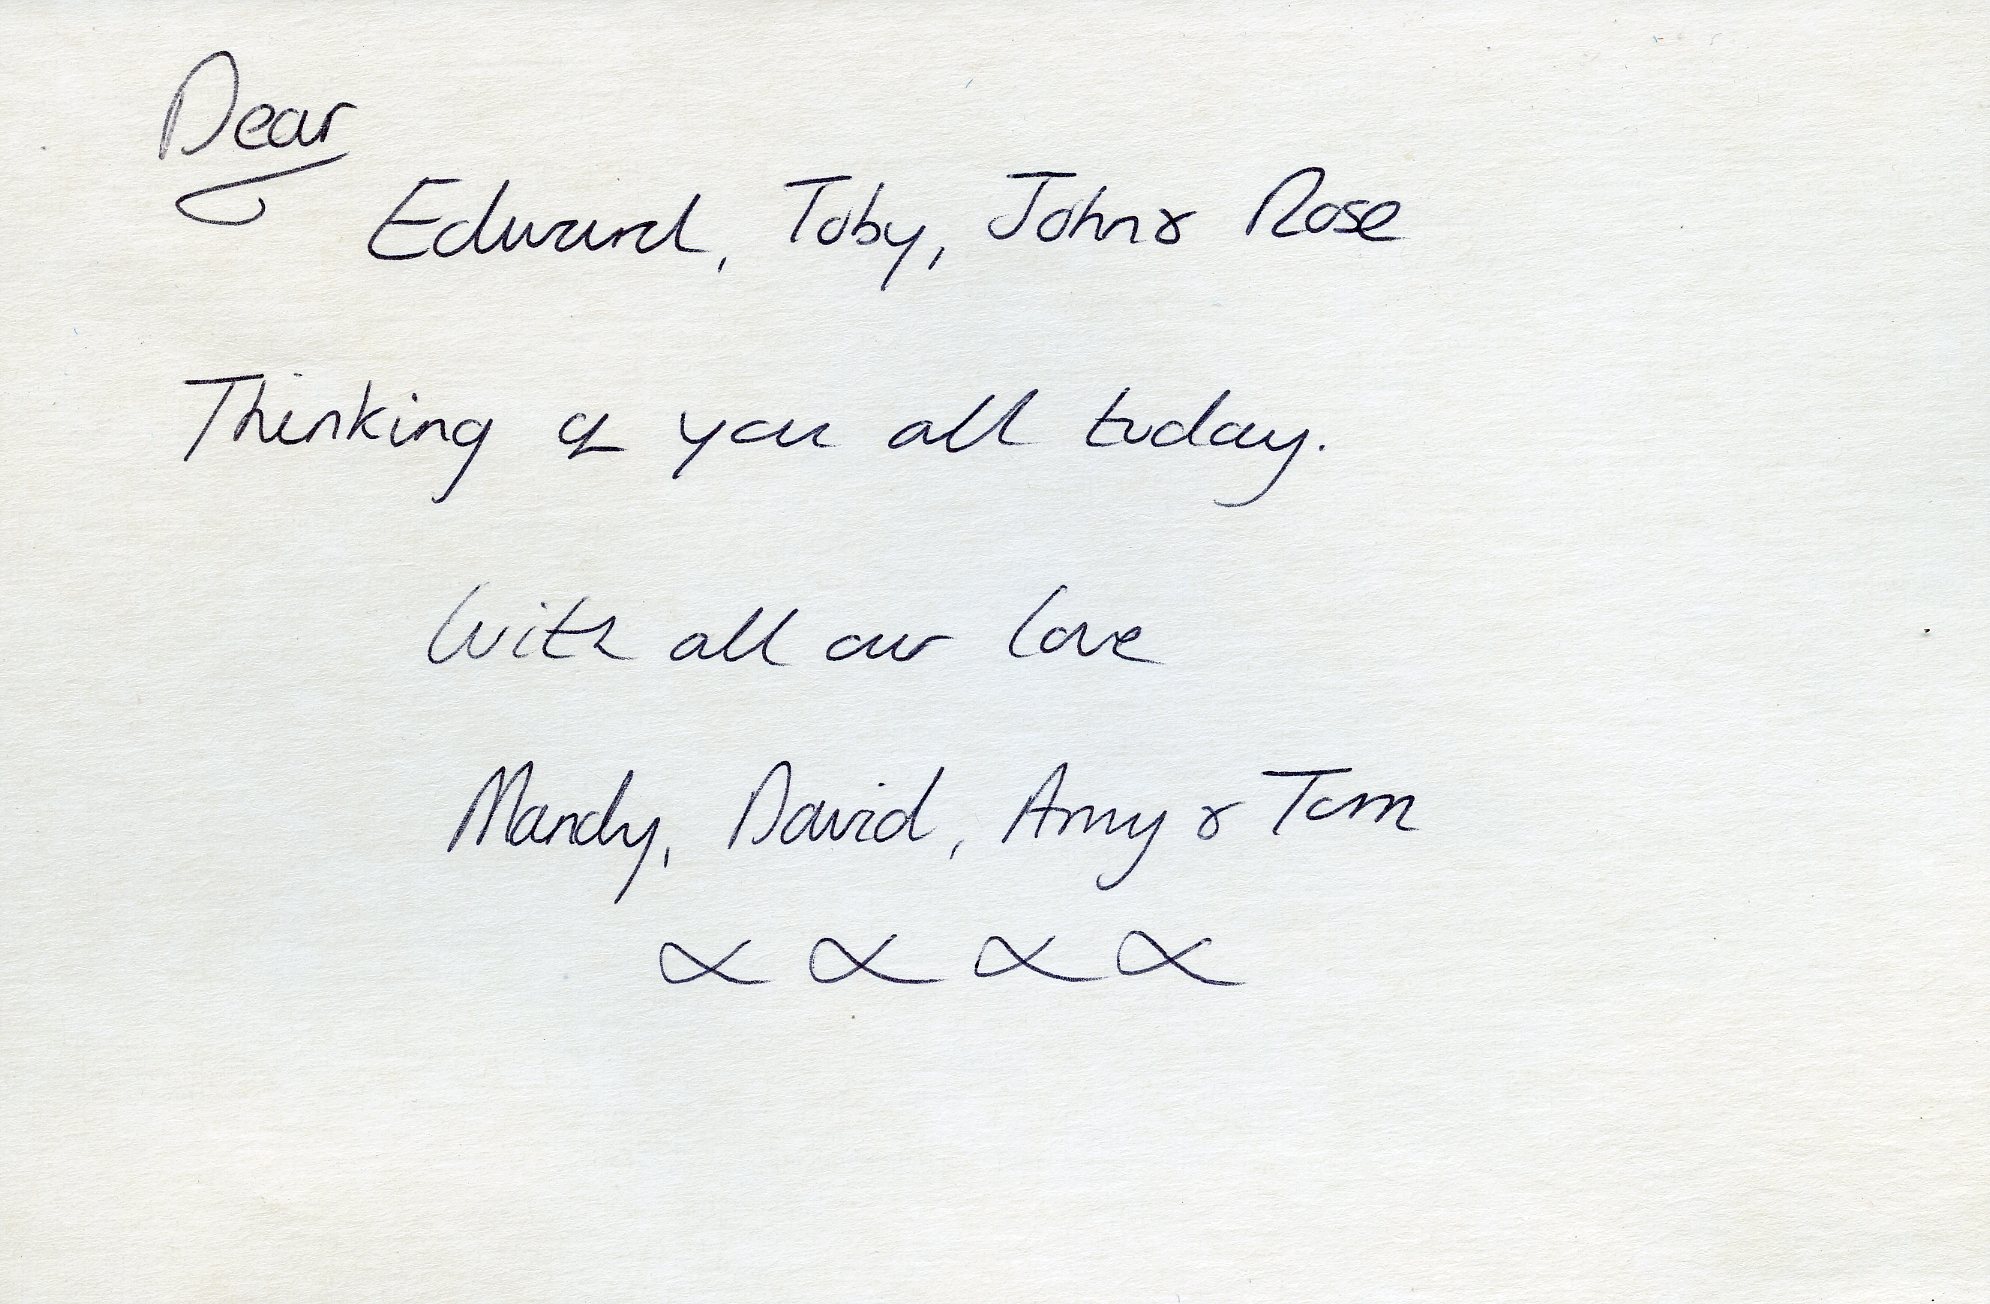 Dear
Edward, Toby, John & Rose
Thinking of you all today.
With all our love
Mandy, David, Amy & Tom
x x x x